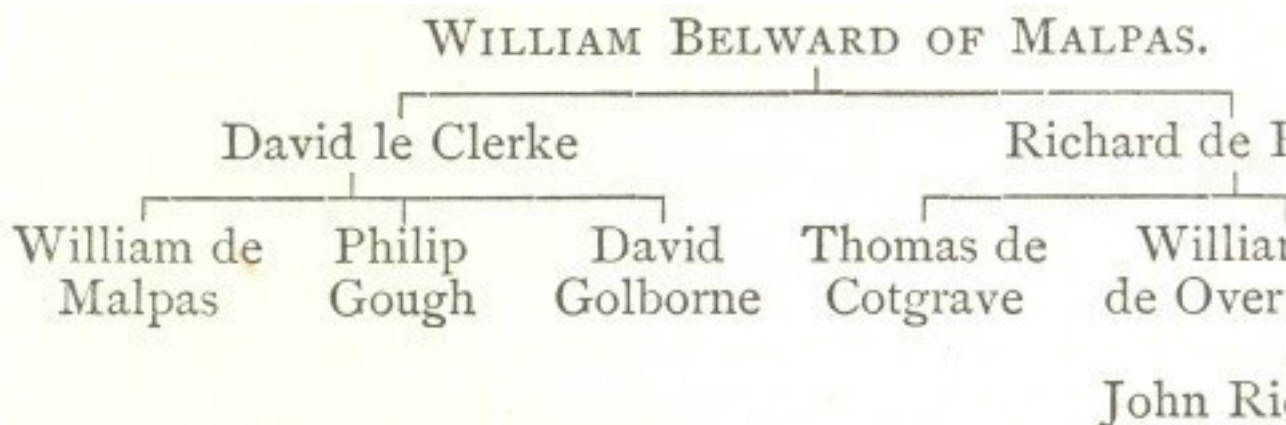 WILLIAM BELWARD OF MALPAS.
David le Clerke Richard de
William de Philip David Thomas de
Malpas Gough Golborne Cotgrave de Over
John